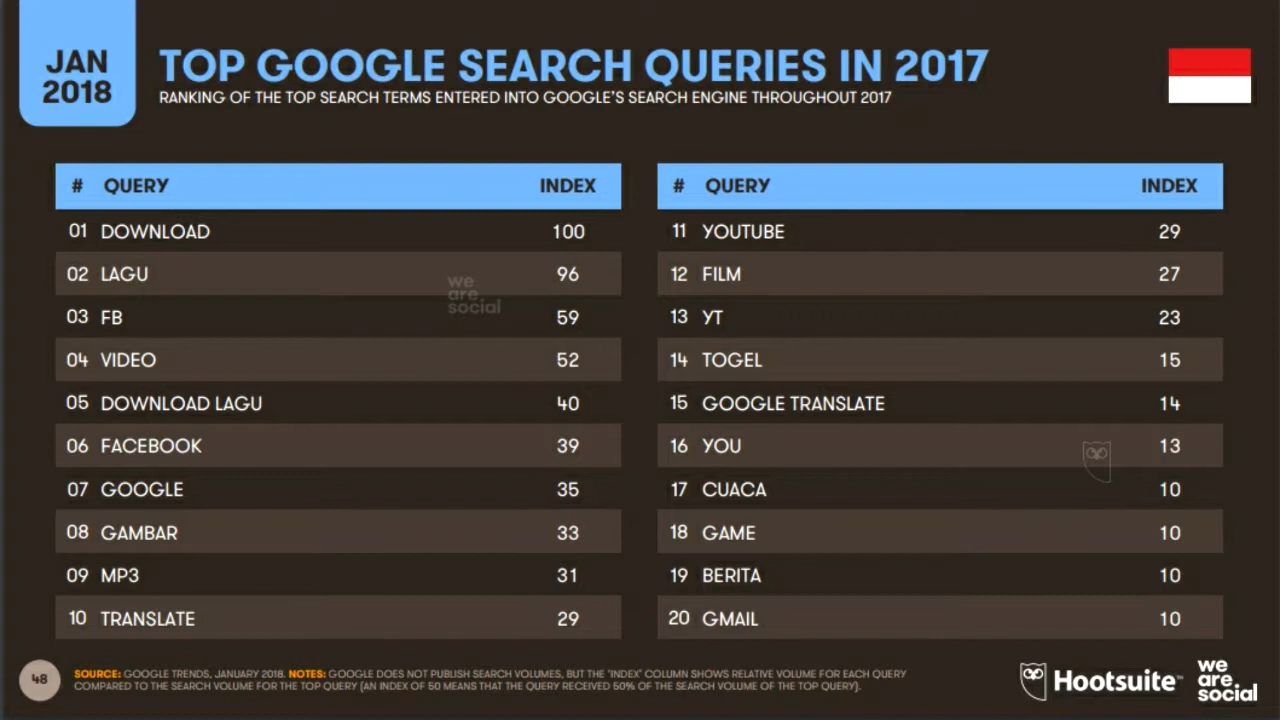 JAN
2018
TOP GOOGLE SEARCH QUERIES IN 2017
RANKING OF THE TOP SEARCH TERMS ENTERED INTO GOOGLE'S SEARCH ENGINE THROUGHOUT 2017
# QUERY INDEX
01 DOWNLOAD 100
02 LAGU 96
03 FB 59
04 VIDEO 52
05 DOWNLOAD LAGU 40
06 FACEBOOK 39
07 GOOGLE 35
08 GAMBAR 33
09 MP3 31
10 TRANSLATE 29
we
are
social
# QUERY INDEX
11 YOUTUBE 29
12 FILM 27
13 YT 23
14 TOGEL 15
15 GOOGLE TRANSLATE 14
16 YOU 13
17 CUACA 10
18 GAME 10
19 BERITA 10
20 GMAIL 10
48
SOURCE: GOOGLE TRENDS, JANUARY 2018. NOTES: GOOGLE DOES NOT PUBLISH SEARCH VOLUMES, BUT THE "INDEX" COLUMN SHOWS RELATIVE VOLUME FOR EACH QUERY
COMPARED TO THE SEARCH VOLUME FOR THE TOP QUERY (AN INDEX OF 50 MEANS THAT THE QUERY RECEIVED 50% OF THE SEARCH VOLUME OF THE TOP QUERY).
Hootsuite™
we
are
social